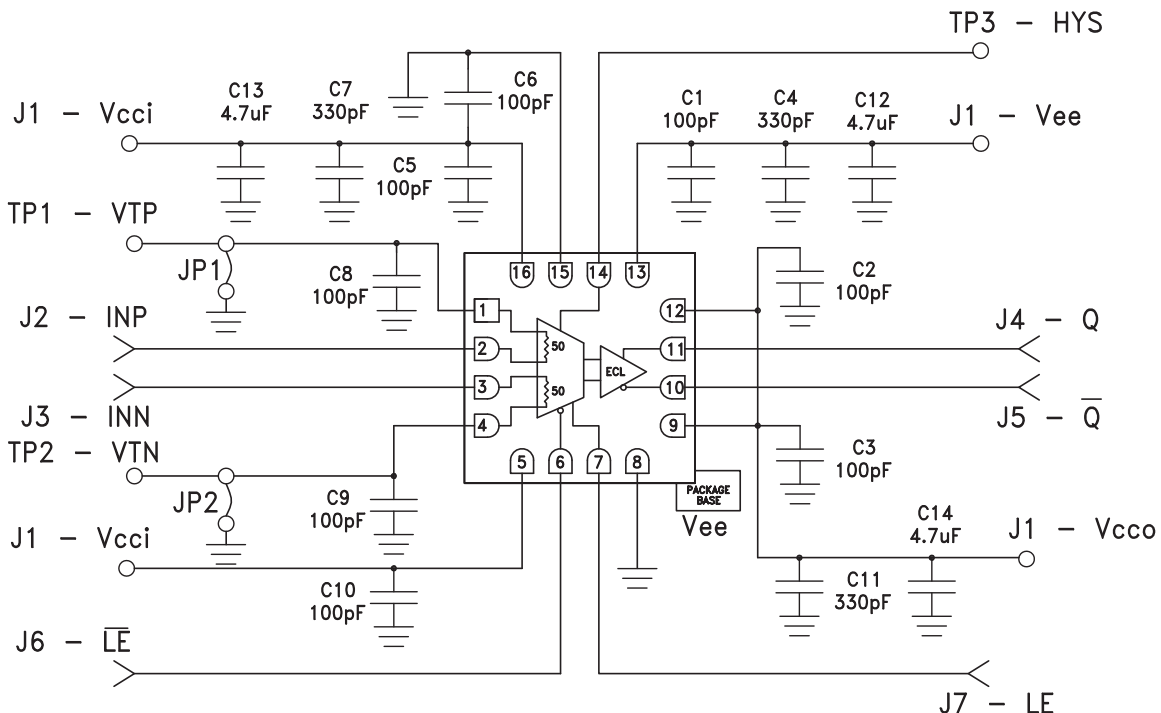 TP3 - HYS
C6
100pF
C13
4.7uF
C7
330pF
C1
100pF
C4
330pF
C12
4.7uF
J1 - Vcci
J1 - Vee
C5
100pF
TP1 - VTP
JP1
C8
100pF
16
15
14
13
C2
100pF
J2 - INP
1
12
J4 - Q
2
50
11
ECL
3
50
10
J3 - INN
J5 - Q̅
4
9
TP2 - VTN
C3
100pF
5
6
7
8
JP2
C9
100pF
PACKAGE
BASE
Vee
J1 - Vcci
C14
4.7uF
J1 - Vcco
C10
100pF
C11
330pF
J6 - L̅E̅
J7 - LE